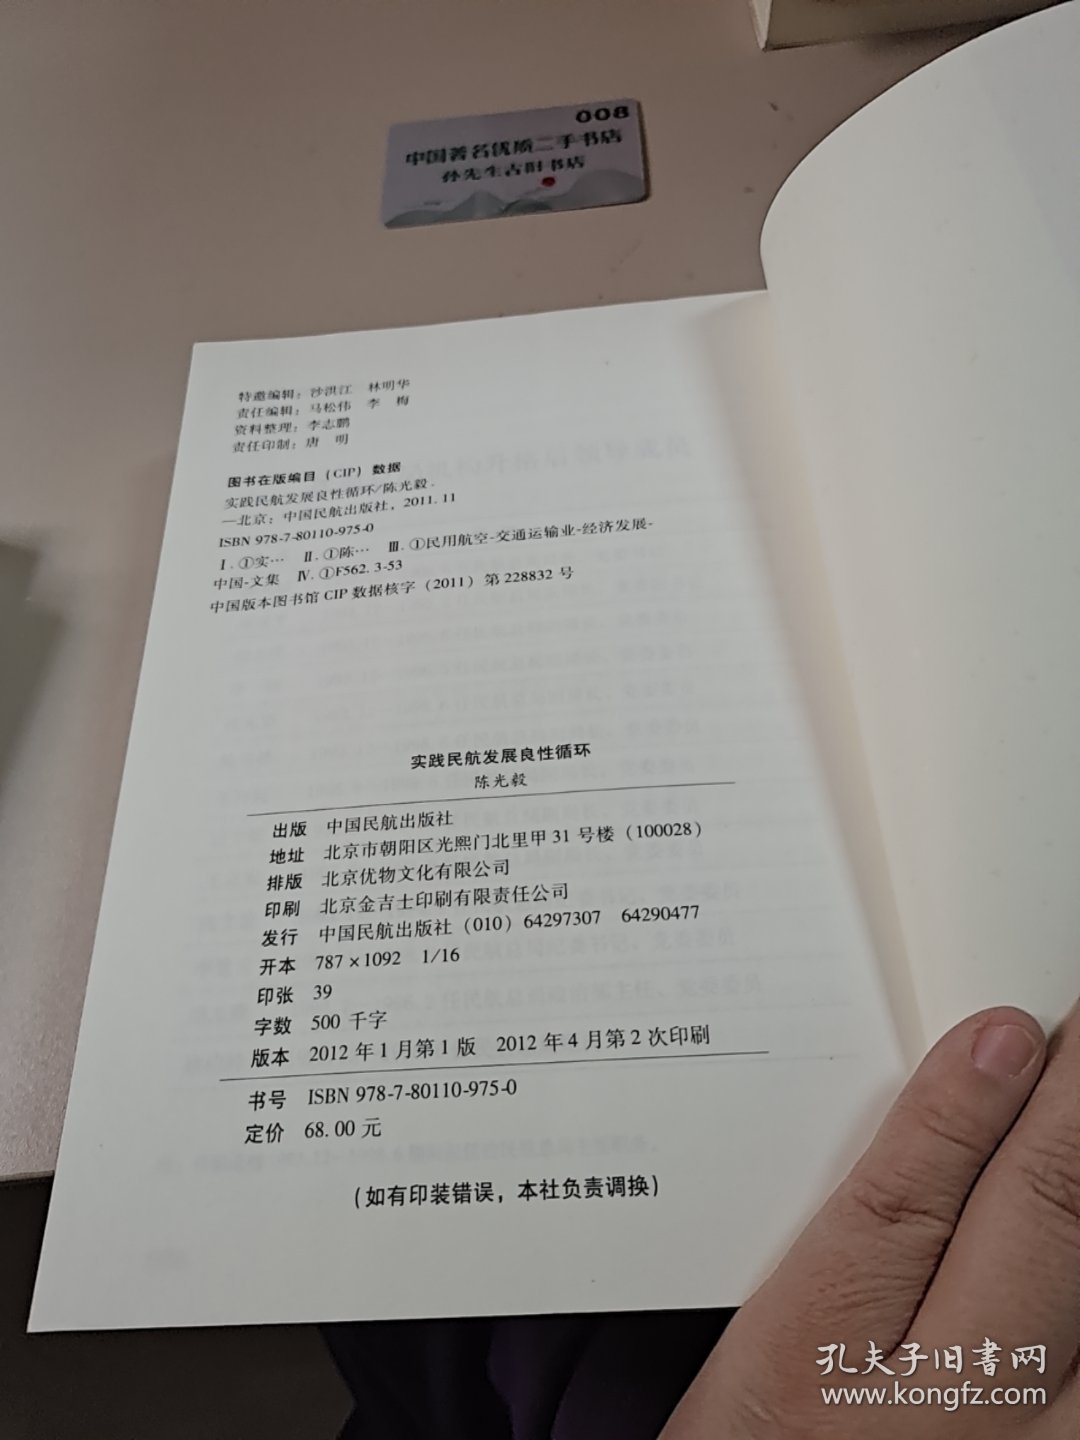 008
中国著名优质二手书店
孙先生古旧书店
特邀编辑：沙洪江　林明华
责任编辑：马松伟　李　梅
资料整理：李志鹏
责任印制：唐　明
图书在版编目（CIP）数据
实践民航发展良性循环/陈光毅．
—北京：中国民航出版社，2011.11
ISBN 978-7-80110-975-0
Ⅰ.①实…　Ⅱ.①陈…　Ⅲ.①民用航空-交通运输业-经济发展-
中国-文集　Ⅳ.①F562.3-53
中国版本图书馆 CIP 数据核字（2011）第 228832 号
实践民航发展良性循环
陈光毅
出版　中国民航出版社
地址　北京市朝阳区光熙门北里甲 31 号楼（100028）
排版　北京优物文化有限公司
印刷　北京金吉士印刷有限责任公司
发行　中国民航出版社（010）64297307　64290477
开本　787×1092　1/16
印张　39
字数　500 千字
版本　2012 年 1 月第 1 版　2012 年 4 月第 2 次印刷
书号　ISBN 978-7-80110-975-0
定价　68.00 元
（如有印装错误，本社负责调换）
孔夫子旧書网
www.kongfz.com